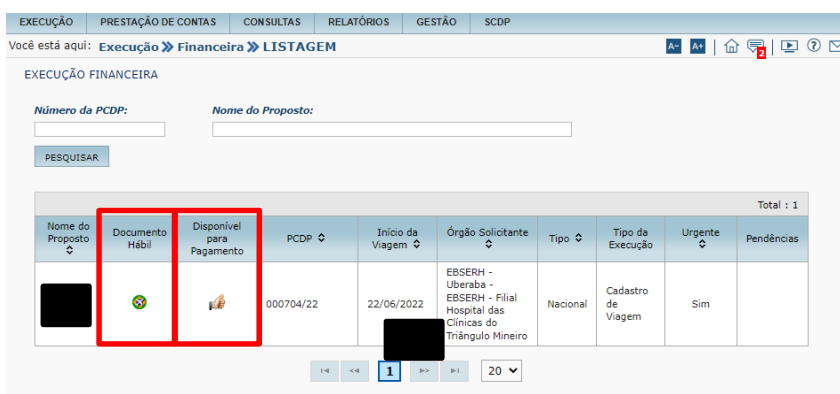 EXECUÇÃO PRESTAÇÃO DE CONTAS CONSULTAS RELATÓRIOS GESTÃO SCDP
Você está aqui: Execução Financeira LISTAGEM A- A+ 2
EXECUÇÃO FINANCEIRA
Número da PCDP: Nome do Proposto:
PESQUISAR
Total : 1
Nome do Proposto
Documento Hábil
Disponível para Pagamento
PCDP
Início da Viagem
Órgão Solicitante
Tipo
Tipo da Execução
Urgente
Pendências
000704/22
22/06/2022
EBSERH -
Uberaba -
EBSERH - Filial
Hospital das
Clínicas do
Triângulo Mineiro
Nacional
Cadastro
de
Viagem
Sim
1 20